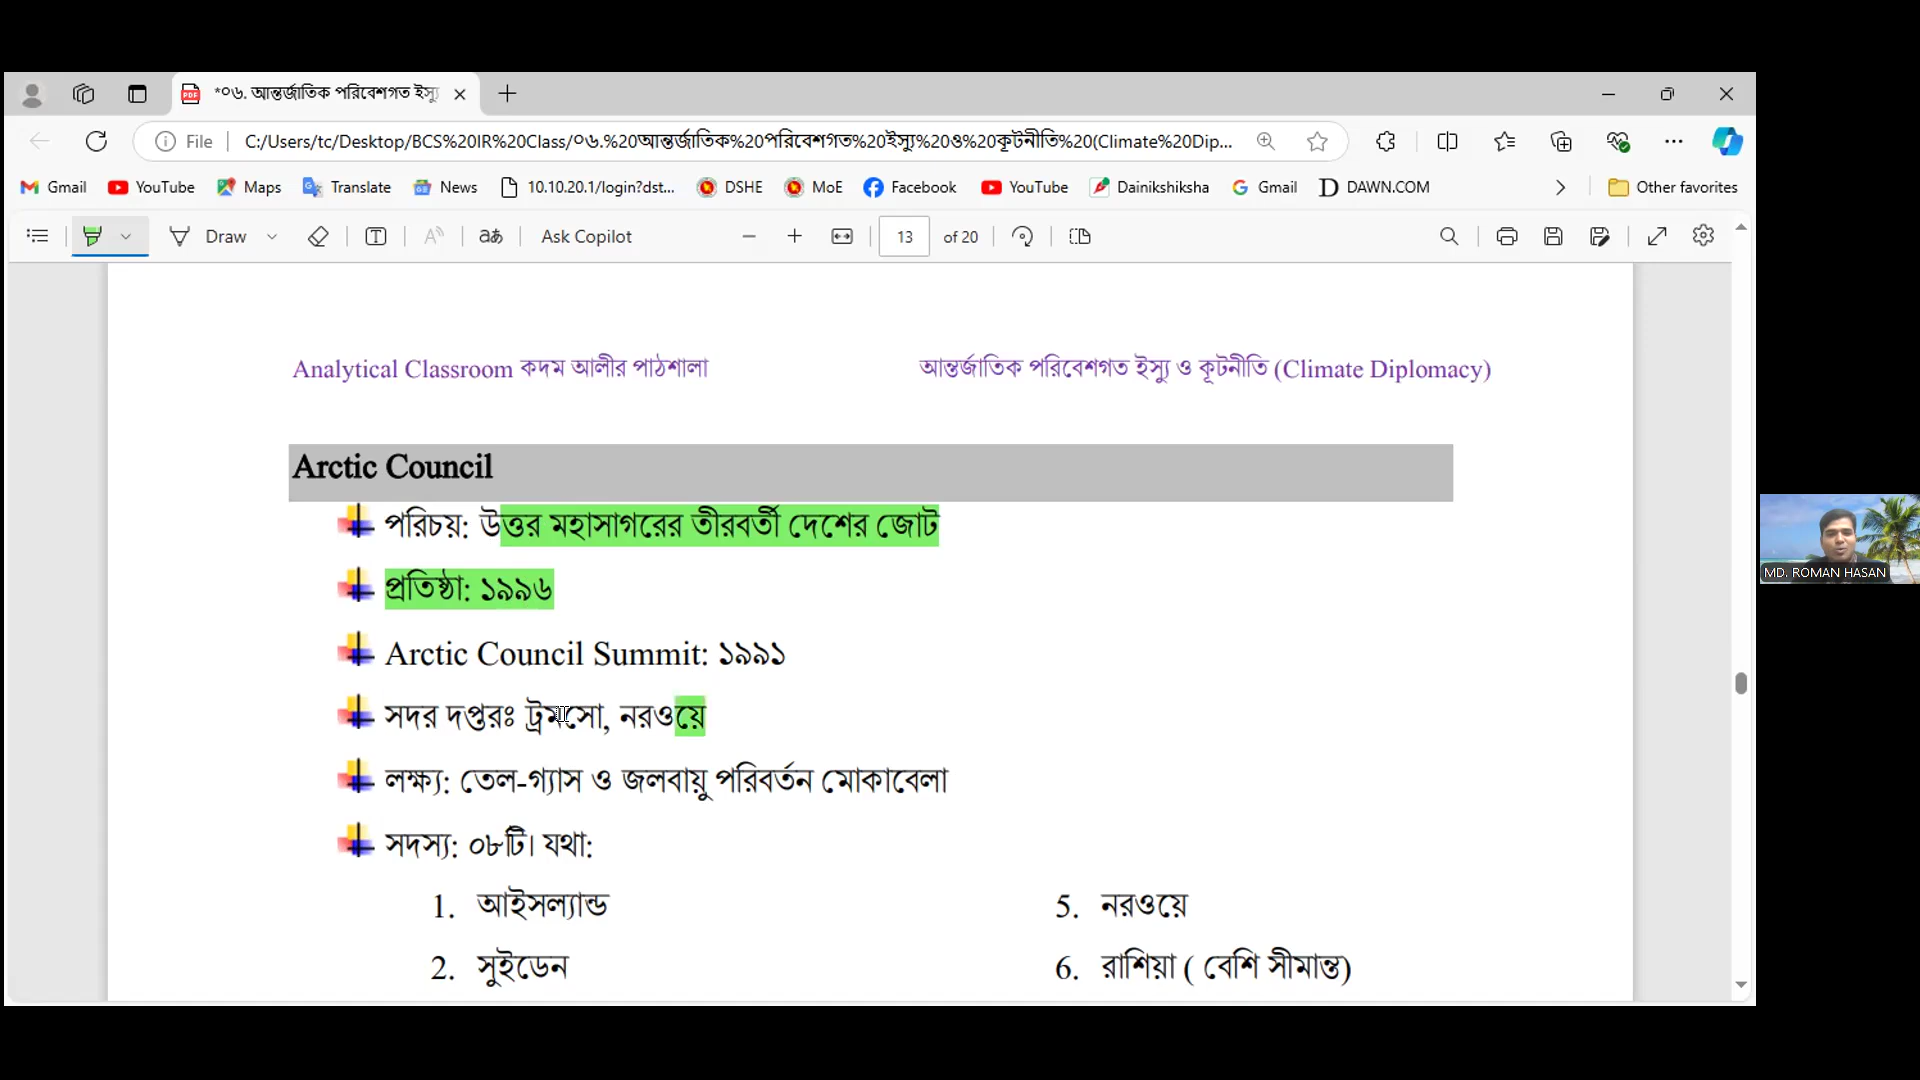 *০৬. আন্তর্জাতিক পরিবেশগত ইস্যু
File C:/Users/tc/Desktop/BCS%20IR%20Class/০৬.%20আন্তর্জাতিক%20পরিবেশগত%20ইস্যু%20ও%20কূটনীতি%20(Climate%20Dip...
Gmail YouTube Maps Translate News 10.10.20.1/login?dst... DSHE MoE Facebook YouTube Dainikshiksha Gmail DAWN.COM Other favorites
Draw Ask Copilot 13 of 20
Analytical Classroom কদম আলীর পাঠশালা আন্তর্জাতিক পরিবেশগত ইস্যু ও কূটনীতি (Climate Diplomacy)
Arctic Council
পরিচয়: উত্তর মহাসাগরের তীরবর্তী দেশের জোট
প্রতিষ্ঠা: ১৯৯৬
Arctic Council Summit: ১৯৯১
সদর দপ্তরঃ ট্রমসো, নরওয়ে
লক্ষ্য: তেল-গ্যাস ও জলবায়ু পরিবর্তন মোকাবেলা
সদস্য: ০৮টি। যথা:
1. আইসল্যান্ড 5. নরওয়ে
2. সুইডেন 6. রাশিয়া ( বেশি সীমান্ত)
MD. ROMAN HASAN